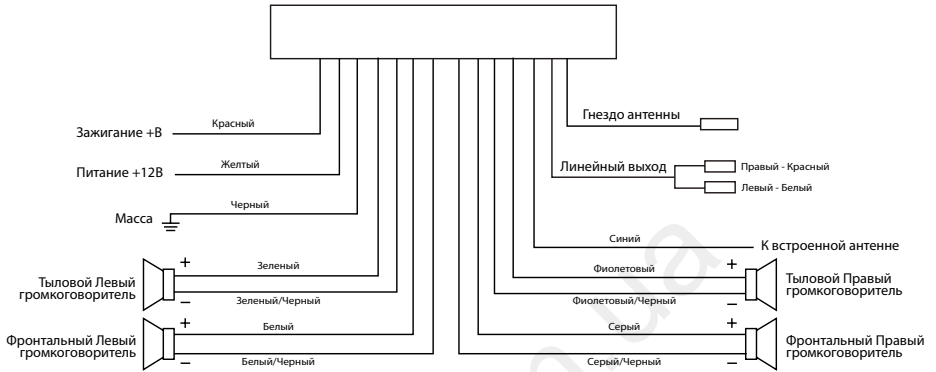 Гнездо антенны
Красный
Зажигание +В
Линейный выход
Правый - Красный
Желтый
Питание +12В
Левый - Белый
Черный
Масса
Синий
К встроенной антенне
+
Зеленый
Фиолетовый
+
Тыловой Левый
громкоговоритель
Тыловой Правый
громкоговоритель
–
Зеленый/Черный
Фиолетовый/Черный
–
+
Белый
Серый
+
Фронтальный Левый
громкоговоритель
Фронтальный Правый
громкоговоритель
–
Белый/Черный
Серый/Черный
–